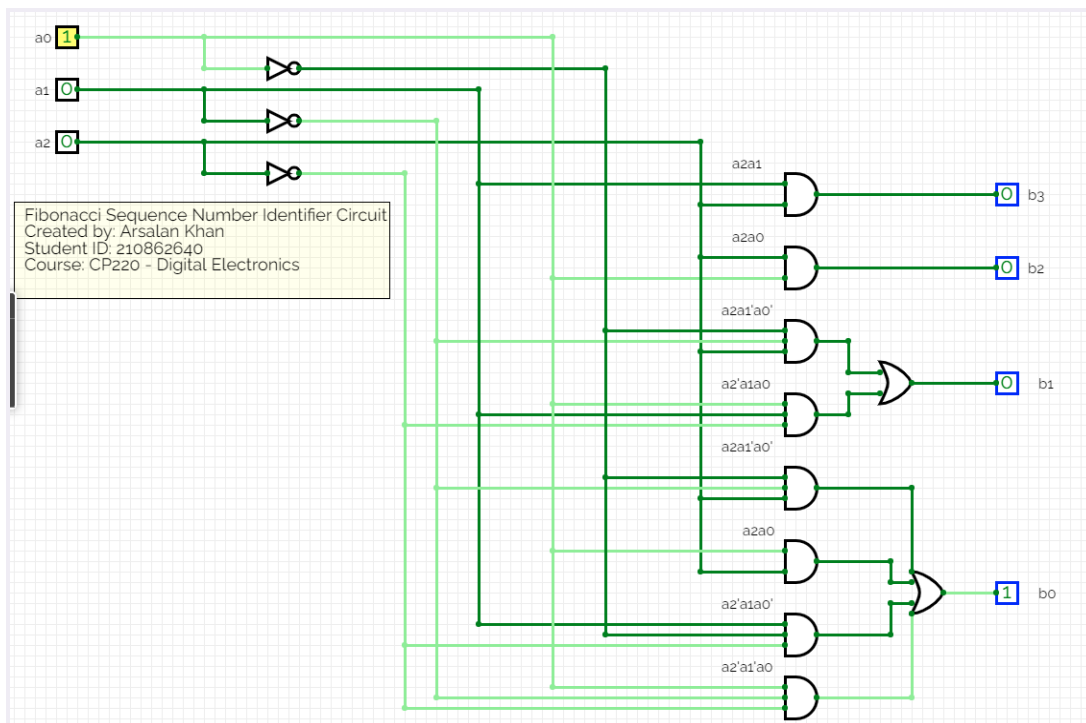 a0 1
a1 0
a2 0
Fibonacci Sequence Number Identifier Circuit
Created by: Arsalan Khan
Student ID: 210862640
Course: CP220 - Digital Electronics
a2a1
0 b3
a2a0
0 b2
a2a1'a0'
0 b1
a2'a1a0
a2a1'a0'
a2a0
1 b0
a2'a1a0'
a2'a1'a0